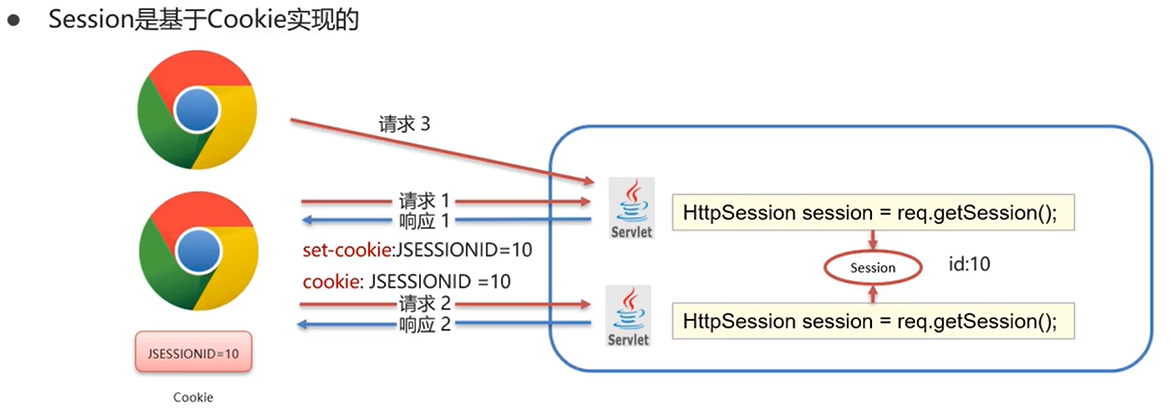 ● Session是基于Cookie实现的
请求 3
请求 1
响应 1
Servlet
HttpSession session = req.getSession();
set-cookie:JSESSIONID=10
Session
id:10
cookie: JSESSIONID =10
请求 2
响应 2
Servlet
HttpSession session = req.getSession();
JSESSIONID=10
Cookie